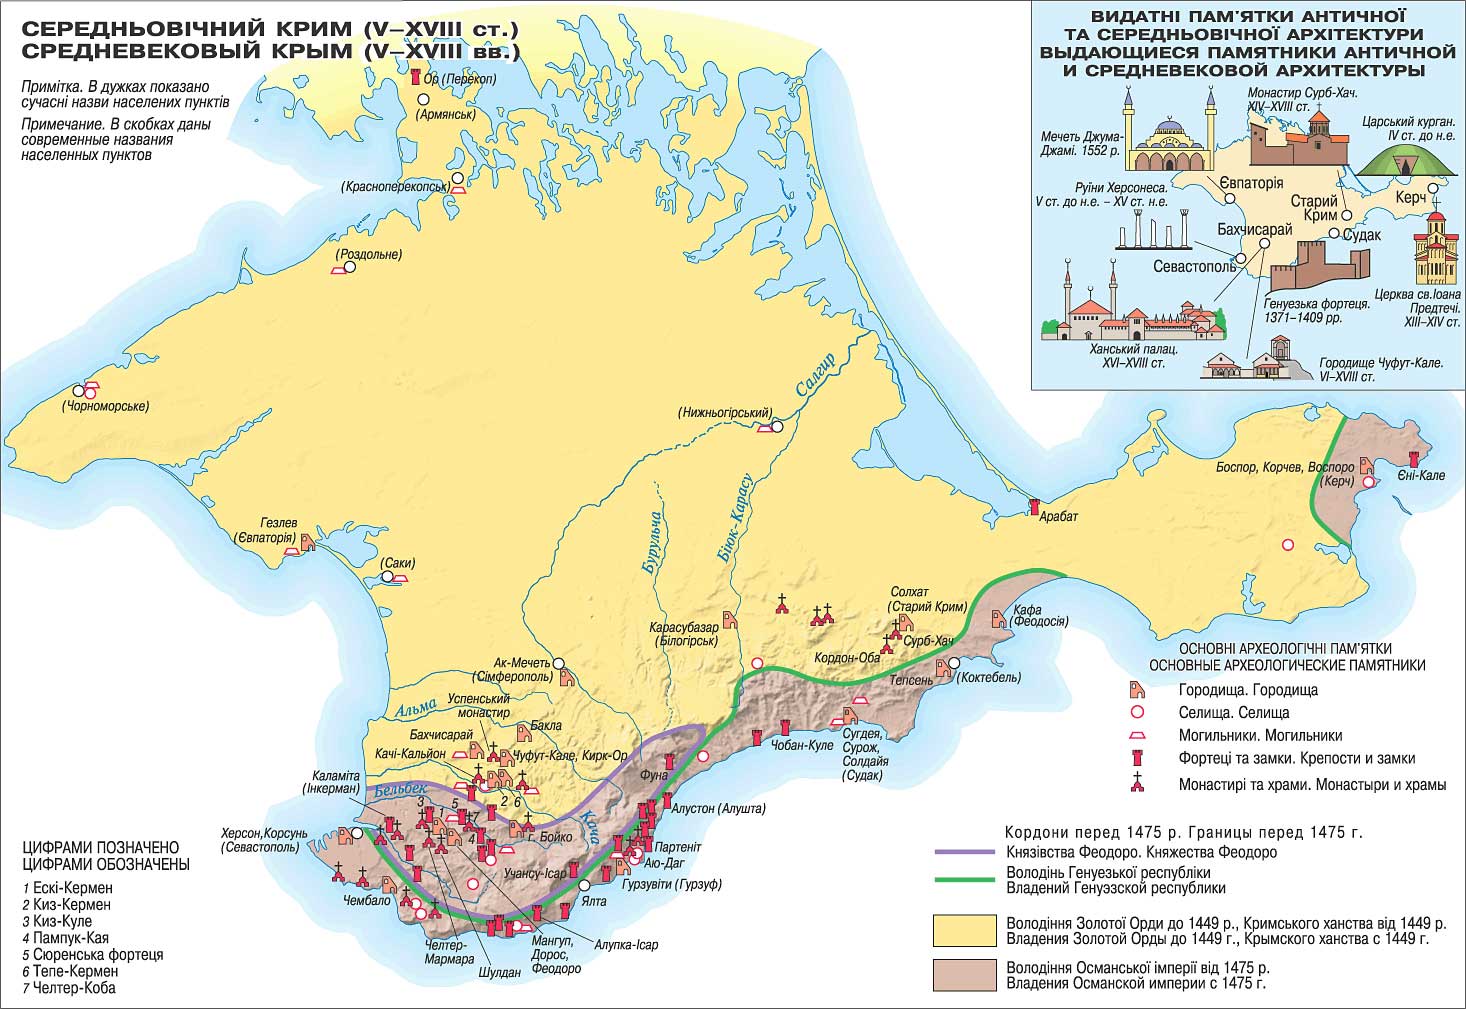 СЕРЕДНЬОВІЧНИЙ КРИМ (V–XVIII ст.)
СРЕДНЕВЕКОВЫЙ КРЫМ (V–XVIII вв.)
Примітка. В дужках показано
сучасні назви населених пунктів
Примечание. В скобках даны
современные названия
населенных пунктов
ВИДАТНІ ПАМ'ЯТКИ АНТИЧНОЇ
ТА СЕРЕДНЬОВІЧНОЇ АРХІТЕКТУРИ
ВЫДАЮЩИЕСЯ ПАМЯТНИКИ АНТИЧНОЙ
И СРЕДНЕВЕКОВОЙ АРХИТЕКТУРЫ
Монастир Сурб-Хач.
XIV–XVIII ст.
Царський курган.
IV ст. до н.е.
Мечеть Джума-
Джамі. 1552 р.
Руїни Херсонеса.
V ст. до н.е. – XV ст. н.е.
Євпаторія
Старий
Крим
Керч
Бахчисарай
Судак
Севастополь
Генуезька фортеця.
1371–1409 рр.
Церква св.Іоана
Предтечі.
XIII–XIV ст.
Ханський палац.
XVI–XVIII ст.
Городище Чуфут-Кале.
VI–XVIII ст.
Ор (Перекоп)
(Армянськ)
(Красноперекопськ)
(Роздольне)
(Чорноморське)
Салгир
(Нижньогірський)
Бурульча
Біюк-Карасу
Гезлев
(Євпаторія)
(Саки)
Арабат
Боспор, Корчев, Воспоро
(Керч)
Єні-Кале
Карасубазар
(Білогірськ)
Солхат
(Старий Крим)
Сурб-Хач
Кордон-Оба
Кафа
(Феодосія)
Тепсень
(Коктебель)
Ак-Мечеть
(Сімферополь)
Успенський
монастир
Альма
Бакла
Бахчисарай
Качі-Кальйон
Чуфут-Кале, Кирк-Ор
Каламіта
(Інкерман)
Бельбек
3
5
1
7
4
2
6
Кача
г. Бойко
Фуна
Чобан-Куле
Сугдея,
Сурож,
Солдайя
(Судак)
Алустон (Алушта)
Партеніт
Аю-Даг
Гурзувіти (Гурзуф)
Херсон, Корсунь
(Севастополь)
Учансу-Ісар
Ялта
Чембало
Челтер-
Мармара
Шулдан
Мангуп,
Дорос,
Феодоро
Алупка-Ісар
ЦИФРАМИ ПОЗНАЧЕНО
ЦИФРАМИ ОБОЗНАЧЕНЫ
1 Ескі-Кермен
2 Киз-Кермен
3 Киз-Куле
4 Пампук-Кая
5 Сюренська фортеця
6 Тепе-Кермен
7 Челтер-Коба
ОСНОВНІ АРХЕОЛОГІЧНІ ПАМ'ЯТКИ
ОСНОВНЫЕ АРХЕОЛОГИЧЕСКИЕ ПАМЯТНИКИ
Городища. Городища
Селища. Селища
Могильники. Могильники
Фортеці та замки. Крепости и замки
Монастирі та храми. Монастыри и храмы
Кордони перед 1475 р. Границы перед 1475 г.
Князівства Феодоро. Княжества Феодоро
Володінь Генуезької республіки
Владений Генуэзской республики
Володіння Золотої Орди до 1449 р., Кримського ханства від 1449 р.
Владения Золотой Орды до 1449 г., Крымского ханства с 1449 г.
Володіння Османської імперії від 1475 р.
Владения Османской империи с 1475 г.